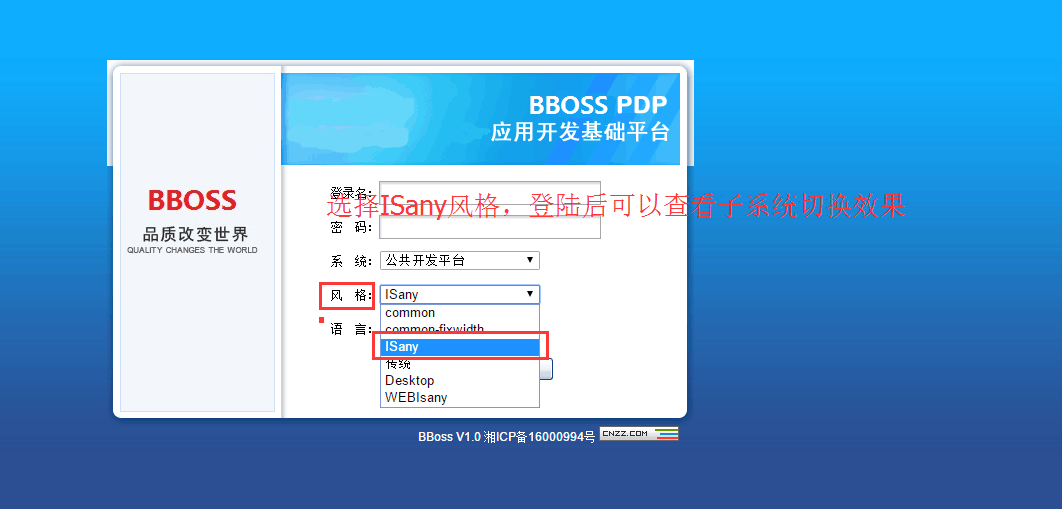 BBOSS PDP
应用开发基础平台
BBOSS
品质改变世界
QUALITY CHANGES THE WORLD
登录名：
选择ISany风格，登陆后可以查看子系统切换效果
密 码：
系 统：公共开发平台
风 格：ISany
common
语 言：common-fixwidth
ISany
传统
Desktop
WEBIsany
BBoss V1.0 湘ICP备16000994号 CNZZ.COM